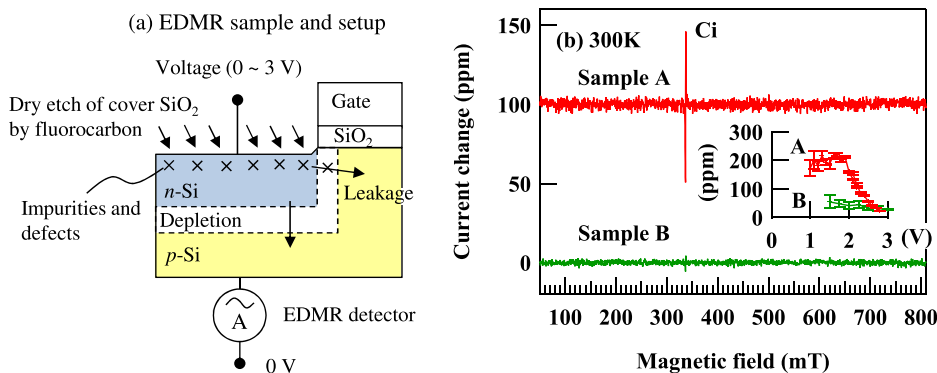 (a) EDMR sample and setup
Voltage (0 ~ 3 V)
Dry etch of cover SiO2
by fluorocarbon
Gate
SiO2
× × × × × × ×
n-Si
Leakage
Impurities and
defects
Depletion
p-Si
A
EDMR detector
0 V
(b) 300K
Ci
Sample A
Sample B
Current change (ppm)
150
100
50
0
100 200 300 400 500 600 700 800
Magnetic field (mT)
(ppm)
300
200
100
0
A
B
0 1 2 3 (V)